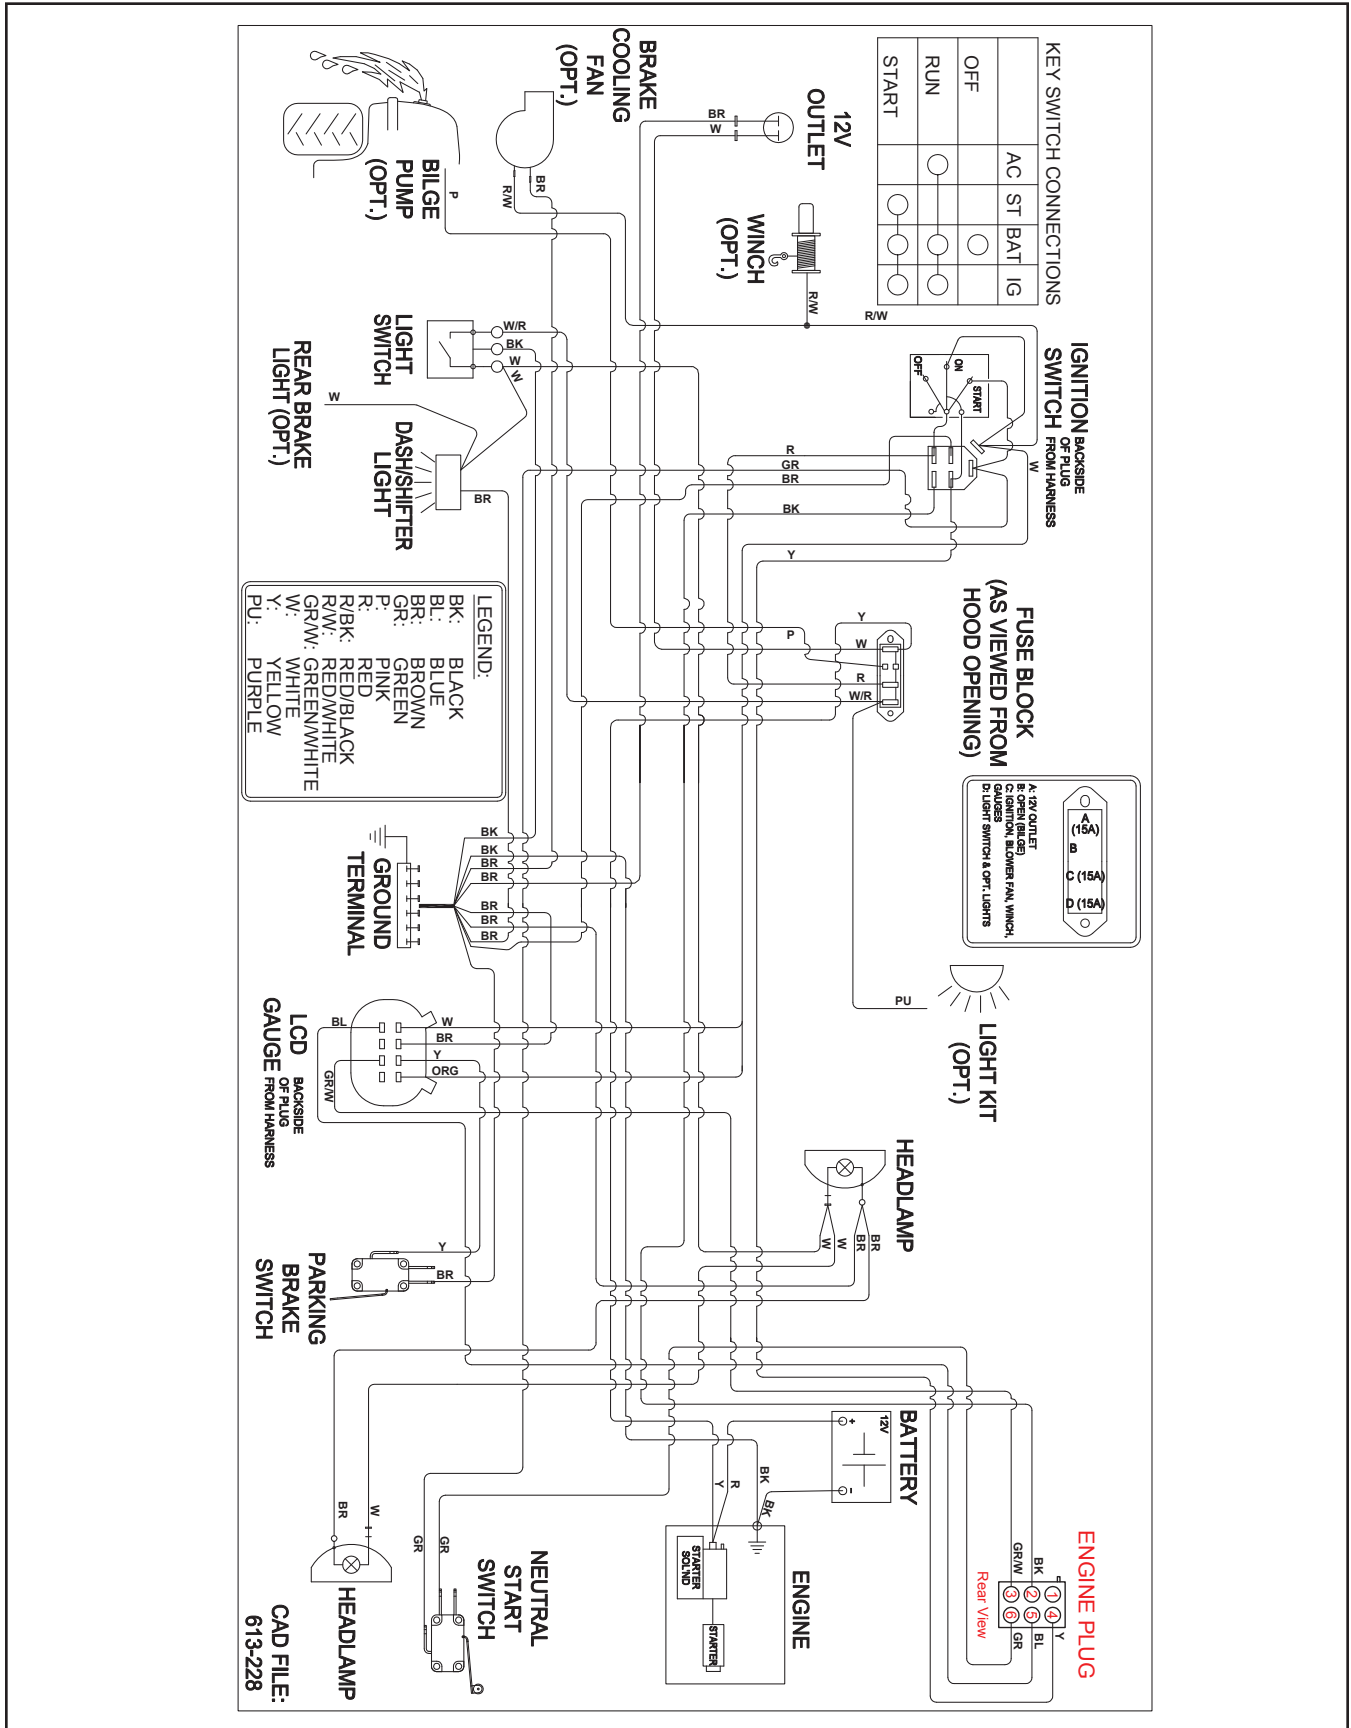 KEY SWITCH CONNECTIONS
AC ST BAT IG
OFF
RUN
START
BRAKE
COOLING
FAN
(OPT.)
BR
R/W
BILGE
PUMP
(OPT.)
P
12V
OUTLET
BR
W
WINCH
(OPT.)
R/W
R/W
IGNITION
SWITCH
BACKSIDE
OF PLUG
FROM HARNESS
OFF
ON
START
W
R
GR
BR
BK
Y
LIGHT
SWITCH
W/R
BK
W
W
REAR BRAKE
LIGHT (OPT.)
W
DASH/SHIFTER
LIGHT
BR
FUSE BLOCK
(AS VIEWED FROM
HOOD OPENING)
Y
P
W
R
W/R
A
(15A)
B
C (15A)
D (15A)
A: 12V OUTLET
B: OPEN (BILGE)
C: IGNITION, BLOWER FAN, WINCH,
GAUGES
D: LIGHT SWITCH & OPT. LIGHTS
LEGEND:
BK: BLACK
BL: BLUE
BR: BROWN
GR: GREEN
P: PINK
R: RED
R/BK: RED/BLACK
R/W: RED/WHITE
GR/W: GREEN/WHITE
W: WHITE
Y: YELLOW
PU: PURPLE
GROUND
TERMINAL
BK
BK
BR
BR
BR
BR
BR
LIGHT KIT
(OPT.)
PU
LCD
GAUGE
BACKSIDE
OF PLUG
FROM HARNESS
BL
GR/W
W
BR
Y
ORG
HEADLAMP
W
W
BR
BR
PARKING
BRAKE
SWITCH
Y
BR
BATTERY
12V
+
-
BK
BK
R
Y
ENGINE
STARTER
SOL'ND
STARTER
ENGINE PLUG
Rear View
1
2
3
4
5
6
BK
GR/W
Y
BL
GR
NEUTRAL
START
SWITCH
GR
GR
HEADLAMP
BR
W
CAD FILE:
613-228